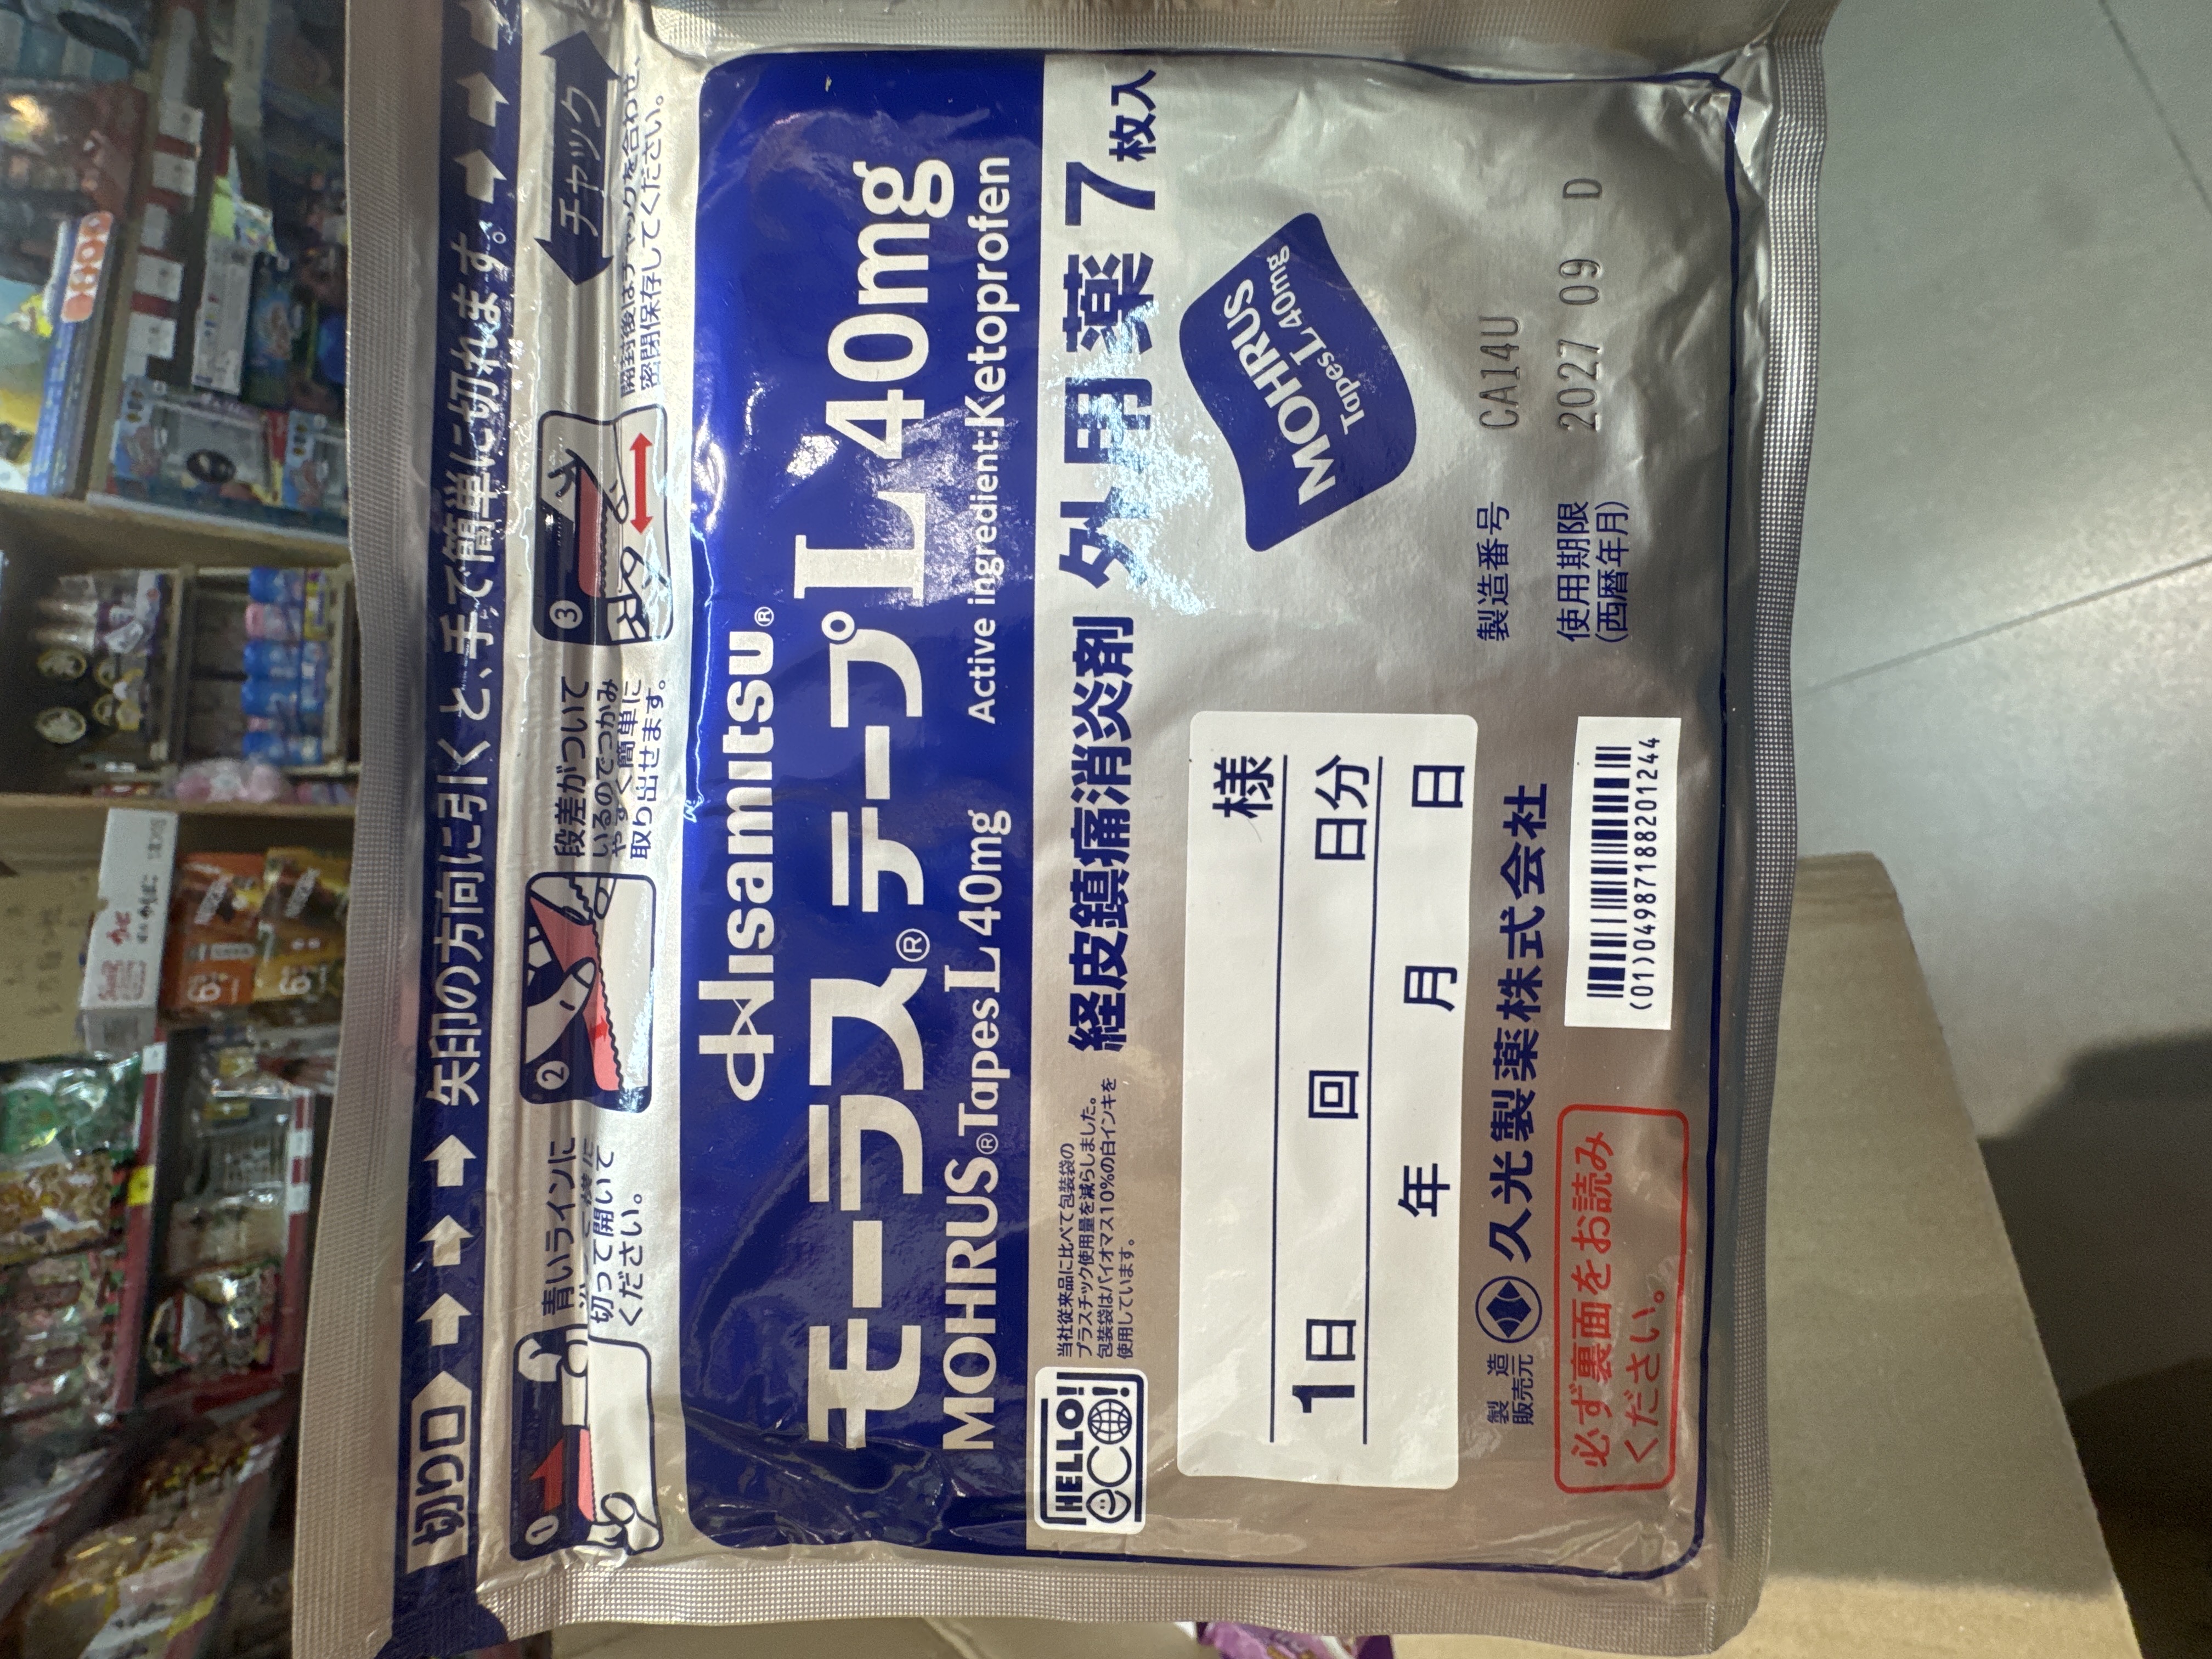 切り口
矢印の方向に引くと、手で簡単に切れます。
①
青いラインに
切って開いて
ください。
②
段差がついて
いるのでつかみ
やすく簡単に
取り出せます。
③
開封後はチャックを合わせ、
密閉保存してください。
チャック
Hisamitsu®
モーラス®テープL40mg
MOHRUS®Tapes L 40mg
Active ingredient:Ketoprofen
HELLO!
eco!
当社従来品に比べて包装袋の
プラスチック使用量を減らしました。
包装袋はバイオマス10%の白インキを
使用しています。
経皮鎮痛消炎剤 外用薬 7枚入
MOHRUS
Tapes L 40mg
様
1日 回 日分
年 月 日
製造
販売元
久光製薬株式会社
製造番号 CA14U
使用期限 2027 09 D
(西暦年月)
必ず裏面をお読み
ください。
(01)04987188201244